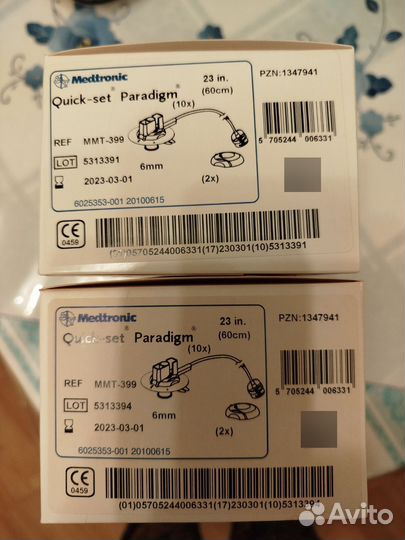 Medtronic
23 in.
(60cm)
PZN:1347941
Quick-set® Paradigm®
(10x)
REF MMT-399
LOT 5313391
2023-03-01
6mm
(2x)
5 705244 006331
6025353-001 20100615
CE
0459
(01)05705244006331(17)230301(10)5313391
Medtronic
23 in.
(60cm)
PZN:1347941
Quick-set® Paradigm®
(10x)
REF MMT-399
LOT 5313394
2023-03-01
6mm
(2x)
5 705244 006331
6025353-001 20100615
CE
0459
(01)05705244006331(17)230301(10)5313394
Avito